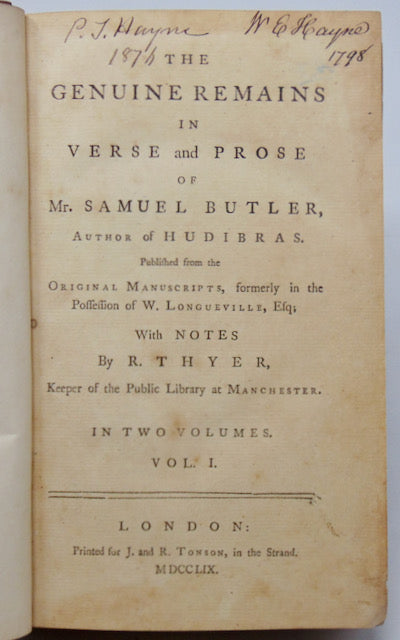 P. J. Hayne W E Hayne
1874 1798
THE
GENUINE REMAINS
IN
VERSE and PROSE
OF
Mr. SAMUEL BUTLER,
AUTHOR of HUDIBRAS.
Publiſhed from the
ORIGINAL MANUSCRIPTS, formerly in the
Poſſeſſion of W. LONGUEVILLE, Eſq;
With NOTES
By R. THYER,
Keeper of the Public Library at MANCHESTER.
IN TWO VOLUMES.
VOL. I.
LONDON:
Printed for J. and R. TONSON, in the Strand.
MDCCLIX.